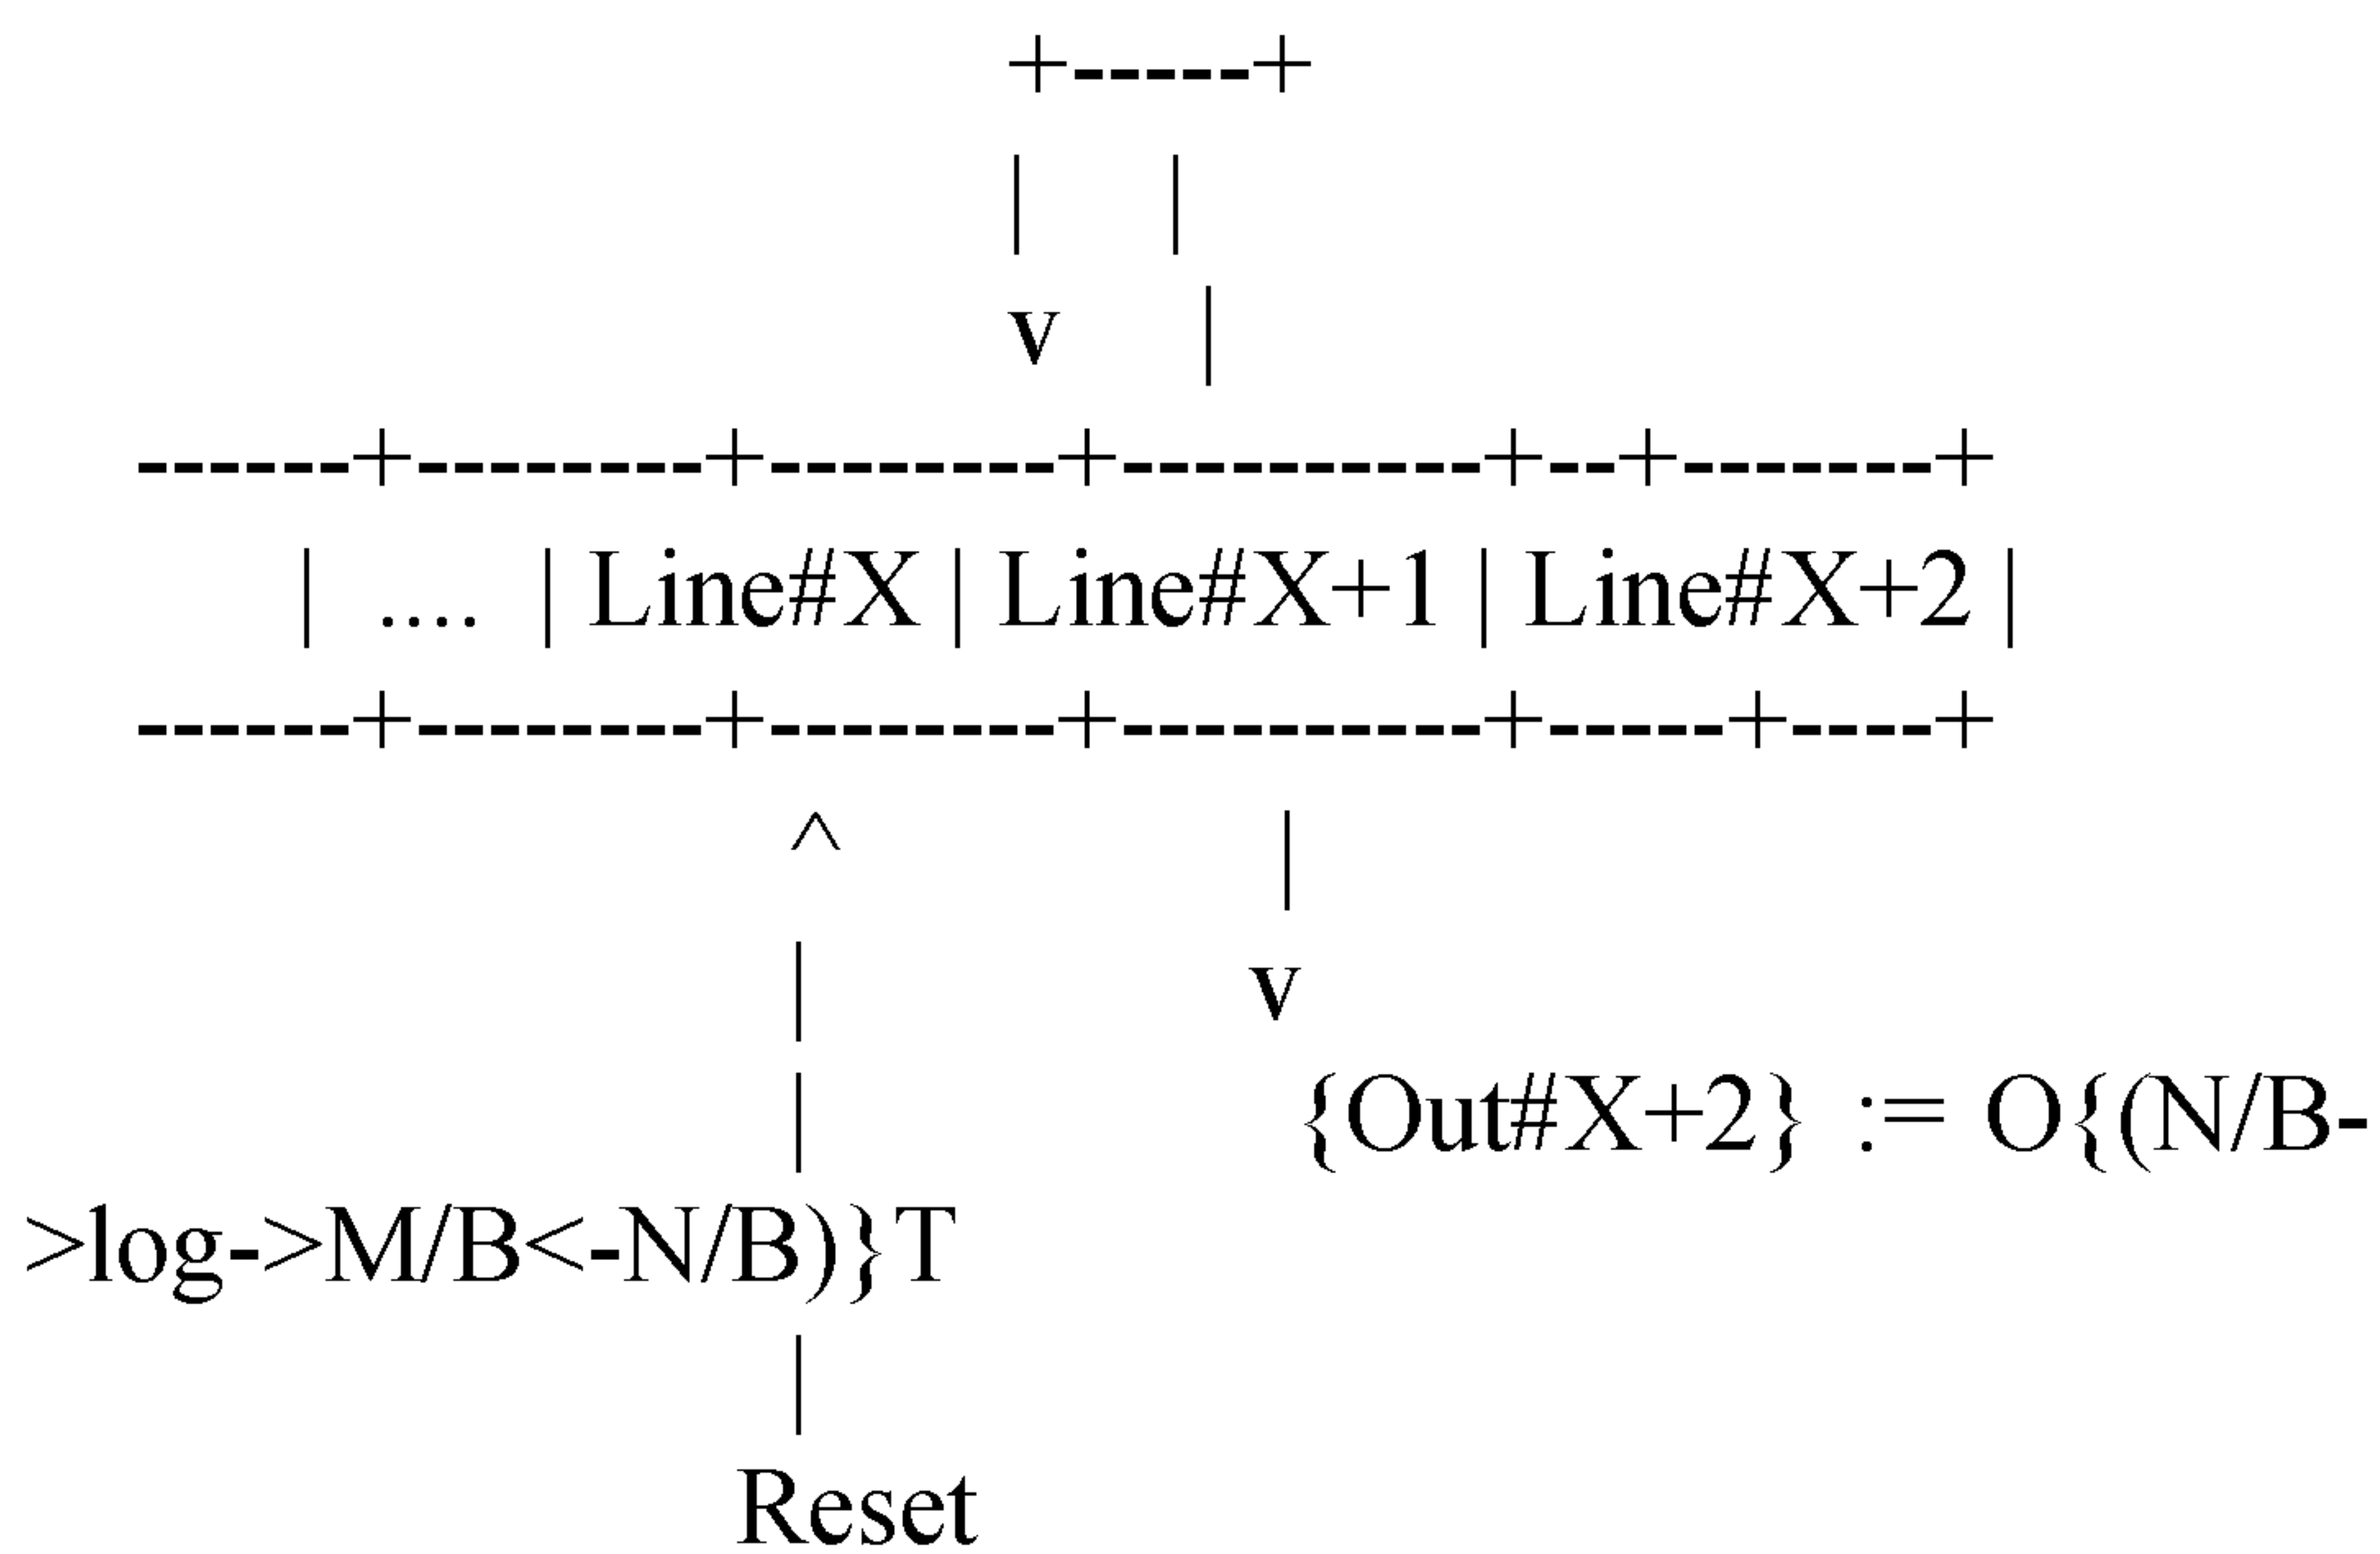 +-----+
| |
v |
------+--------+--------+----------+--+-------+
| .... | Line#X | Line#X+1 | Line#X+2 |
------+--------+--------+----------+-----+----+
^ |
| v
| {Out#X+2} := O{(N/B-
>log->M/B<-N/B)}T
|
Reset